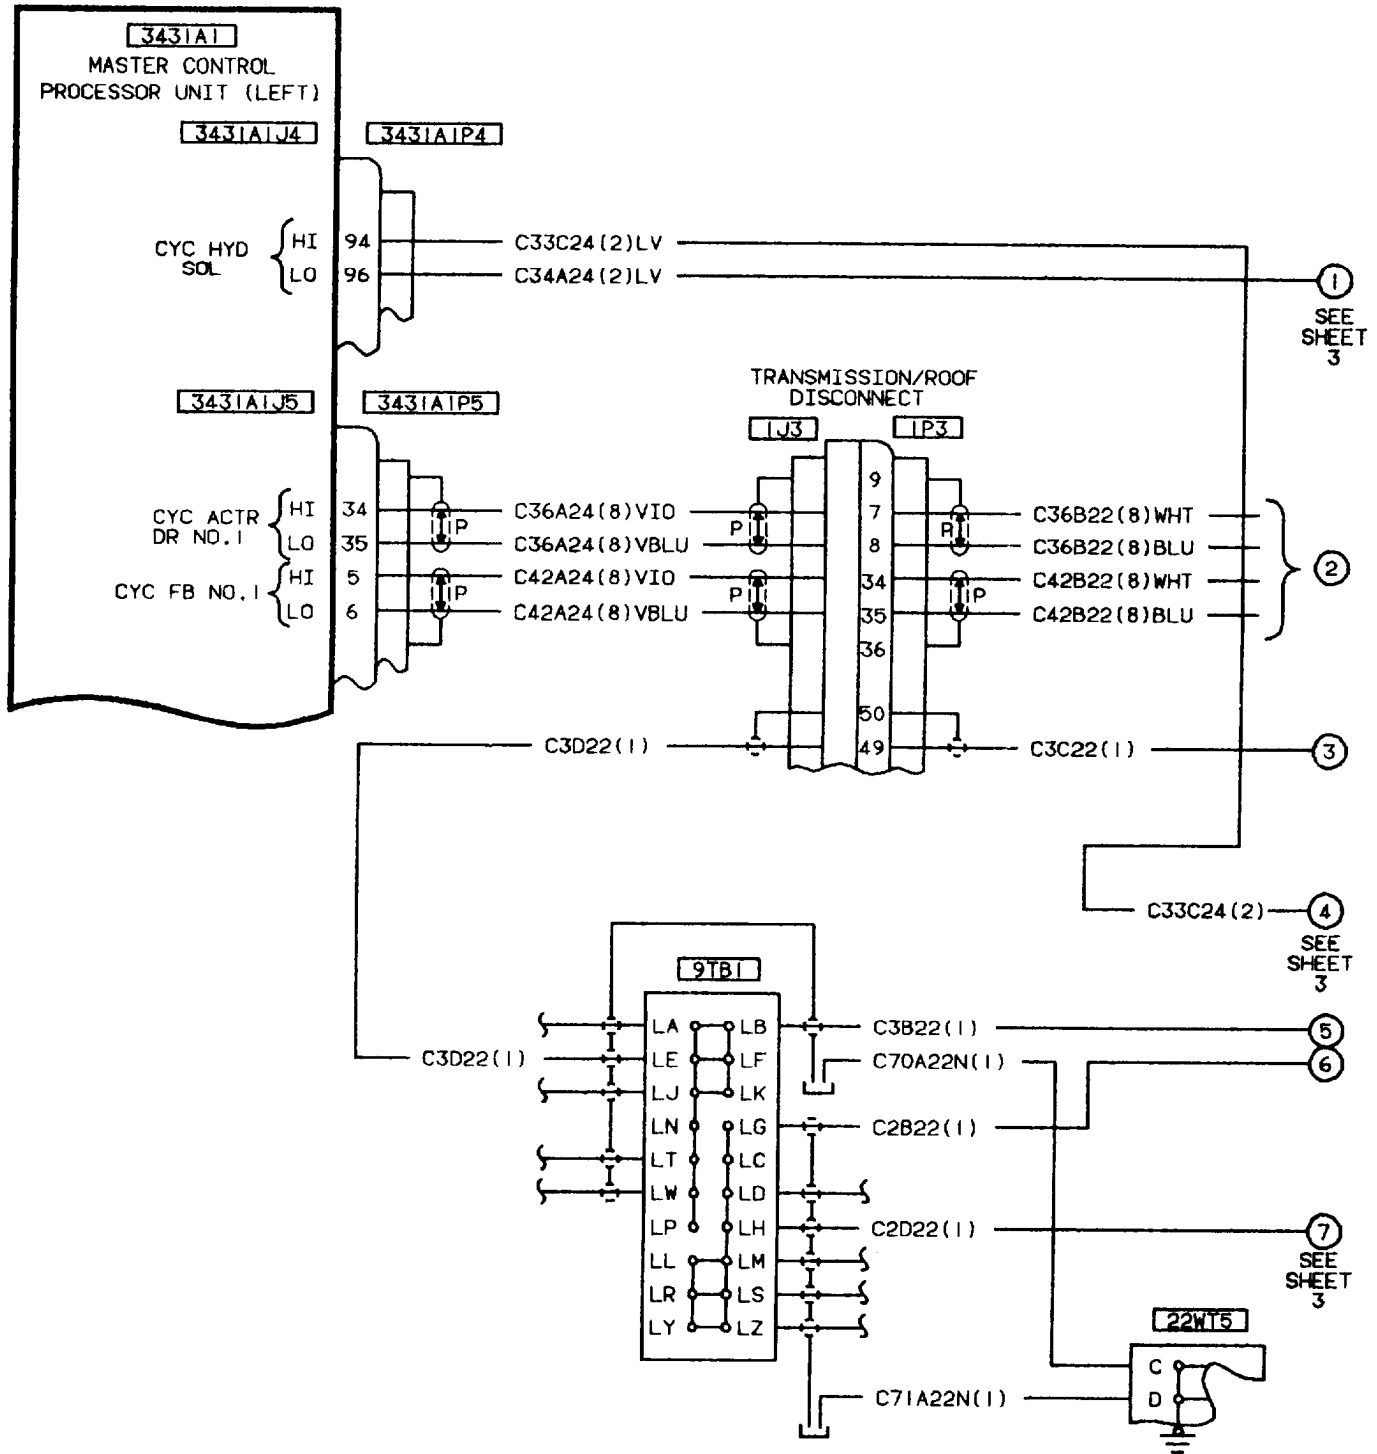 3431A1
MASTER CONTROL
PROCESSOR UNIT (LEFT)
3431A1J4 3431A1P4
CYC HYD
SOL
HI 94 C33C24(2)LV
LO 96 C34A24(2)LV
1
SEE
SHEET
3
TRANSMISSION/ROOF
DISCONNECT
3431A1J5 3431A1P5
1J3 1P3
9
CYC ACTR
DR NO.1
HI 34 P C36A24(8)VIO P 7 P C36B22(8)WHT
LO 35 C36A24(8)VBLU 8 C36B22(8)BLU
2
CYC FB NO.1
HI 5 P C42A24(8)VIO P 34 P C42B22(8)WHT
LO 6 C42A24(8)VBLU 35 C42B22(8)BLU
36
50
C3D22(1) 49 C3C22(1) 3
C33C24(2) 4
SEE
SHEET
3
9TB1
LA LB C3B22(1) 5
C3D22(1) LE LF C70A22N(1) 6
LJ LK
LN LG C2B22(1)
LT LC
LW LD
LP LH C2D22(1) 7
SEE
SHEET
3
LL LM
LR LS
LY LZ
22WT5
C
C71A22N(1) D